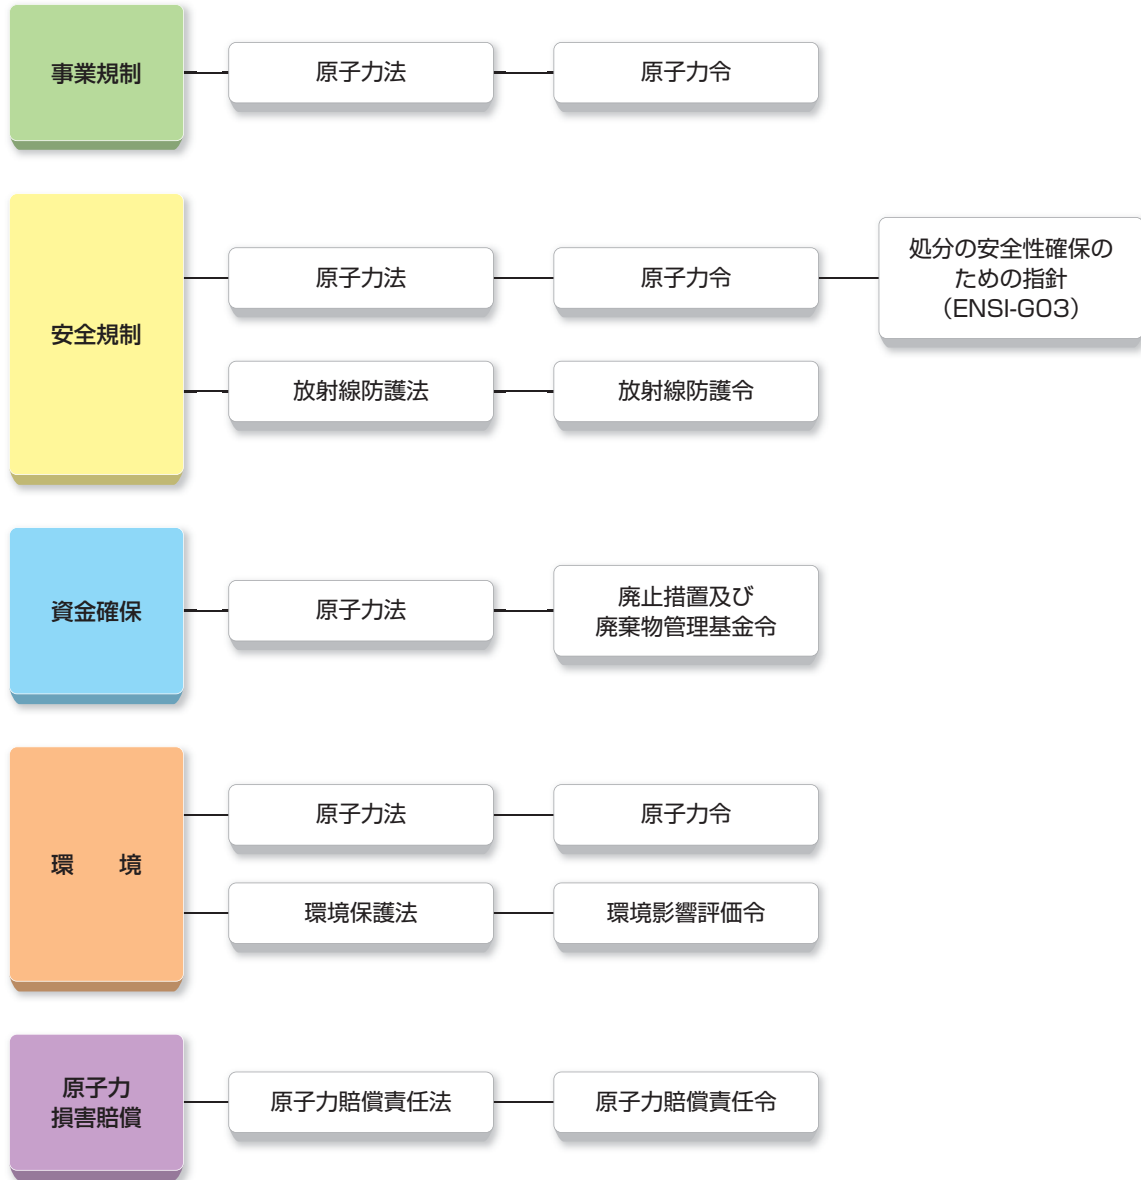 事業規制
原子力法
原子力令
安全規制
原子力法
原子力令
処分の安全性確保の
ための指針
（ENSI-G03）
放射線防護法
放射線防護令
資金確保
原子力法
廃止措置及び
廃棄物管理基金令
環　　境
原子力法
原子力令
環境保護法
環境影響評価令
原子力
損害賠償
原子力賠償責任法
原子力賠償責任令